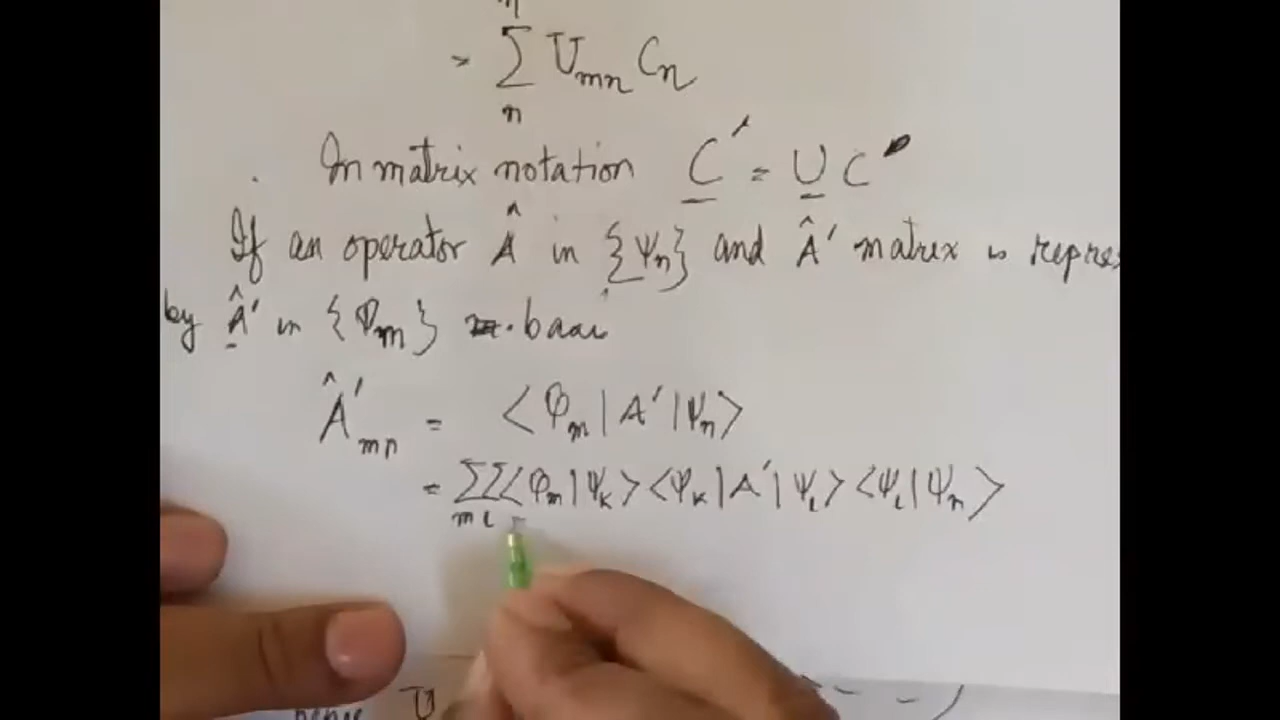 = ∑ₙ U_mn C_n
In matrix notation C' = U C
If an operator Â in {ψ_n} and Â' matrix is repres
by Â' in {φ_m}
Â'_mn = <φ_m|A'|ψ_n>
= ∑∑<φ_m|ψ_k> <ψ_k|A'|ψ_l> <ψ_l|ψ_n>
m l
hence U